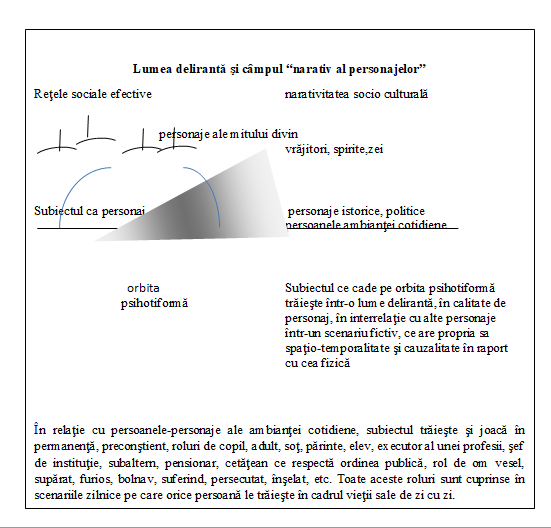 Lumea delirantă şi câmpul “narativ al personajelor”
Reţele sociale efective
narativitatea socio culturală
personaje ale mitului divin
vrăjitori, spirite,zei
Subiectul ca personaj
personaje istorice, politice
persoanele ambianţei cotidiene
orbita
psihotiformă
Subiectul ce cade pe orbita psihotiformă
trăieşte într-o lume delirantă, în calitate de
personaj, în interrelaţie cu alte personaje
într-un scenariu fictiv, ce are propria sa
spaţio-temporalitate şi cauzalitate în raport
cu cea fizică
În relaţie cu persoanele-personaje ale ambianţei cotidiene, subiectul trăieşte şi joacă în
permanenţă, preconştient, roluri de copil, adult, soţ, părinte, elev, executor al unei profesii, şef
de instituţie, subaltern, pensionar, cetăţean ce respectă ordinea publică, rol de om vesel,
supărat, furios, bolnav, suferind, persecutat, înşelat, etc. Toate aceste roluri sunt cuprinse în
scenariile zilnice pe care orice persoană le trăieşte în cadrul vieţii sale de zi cu zi.